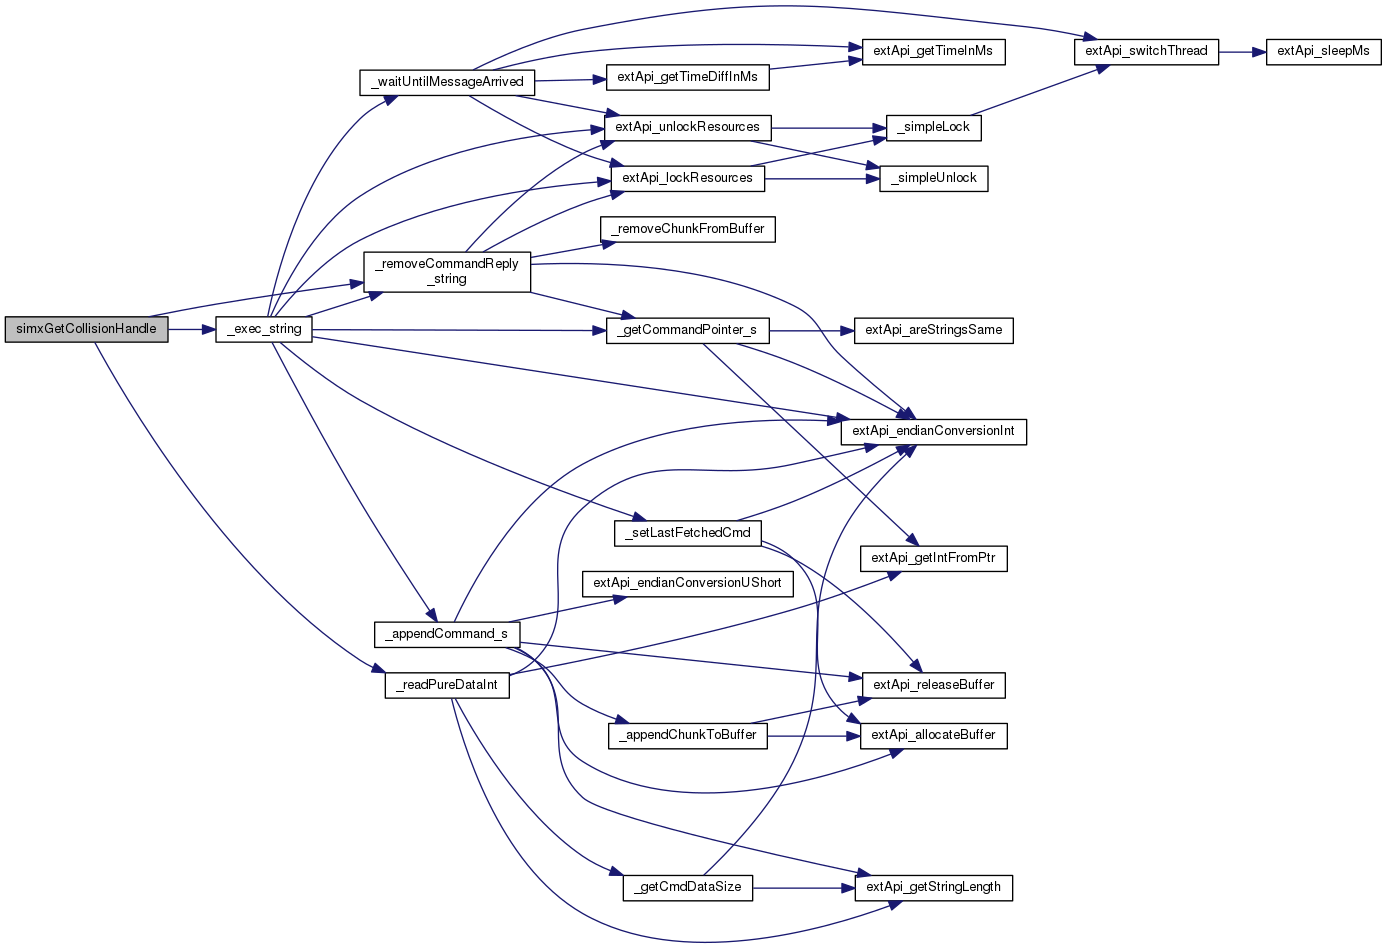 extApi_getTimeInMs
extApi_switchThread
extApi_sleepMs
_waitUntilMessageArrived
extApi_getTimeDiffInMs
extApi_unlockResources
_simpleLock
extApi_lockResources
_simpleUnlock
_removeChunkFromBuffer
_removeCommandReply
_string
simxGetCollisionHandle
_exec_string
_getCommandPointer_s
extApi_areStringsSame
extApi_endianConversionInt
_setLastFetchedCmd
extApi_getIntFromPtr
extApi_endianConversionUShort
_appendCommand_s
_readPureDataInt
extApi_releaseBuffer
_appendChunkToBuffer
extApi_allocateBuffer
_getCmdDataSize
extApi_getStringLength